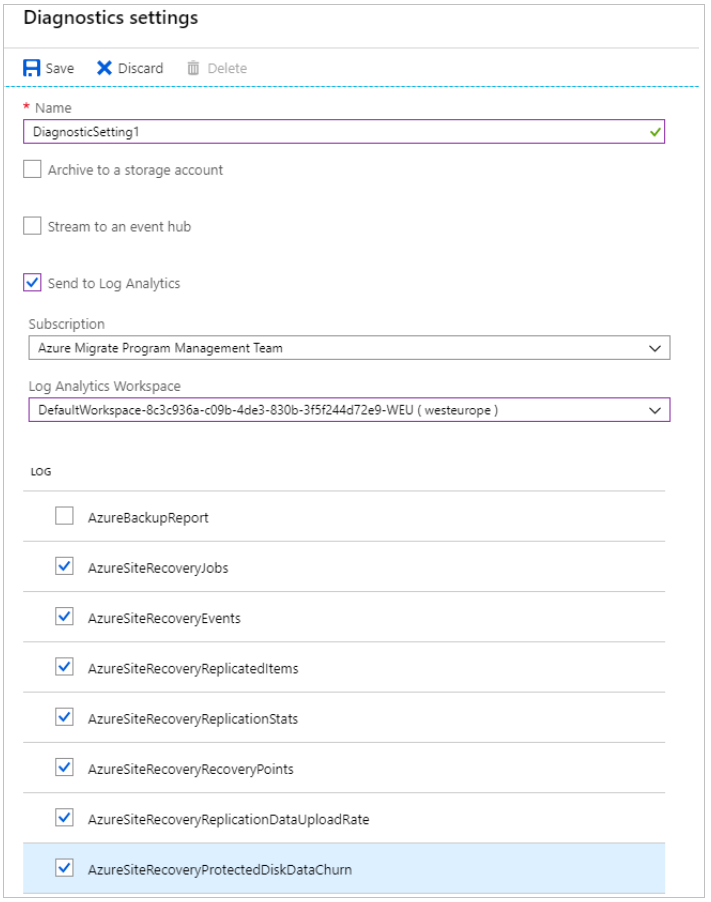 Diagnostics settings
Save Discard Delete
* Name
DiagnosticSetting1
Archive to a storage account
Stream to an event hub
Send to Log Analytics
Subscription
Azure Migrate Program Management Team
Log Analytics Workspace
DefaultWorkspace-8c3c936a-c09b-4de3-830b-3f5f244d72e9-WEU ( westeurope )
LOG
AzureBackupReport
AzureSiteRecoveryJobs
AzureSiteRecoveryEvents
AzureSiteRecoveryReplicatedItems
AzureSiteRecoveryReplicationStats
AzureSiteRecoveryRecoveryPoints
AzureSiteRecoveryReplicationDataUploadRate
AzureSiteRecoveryProtectedDiskDataChurn